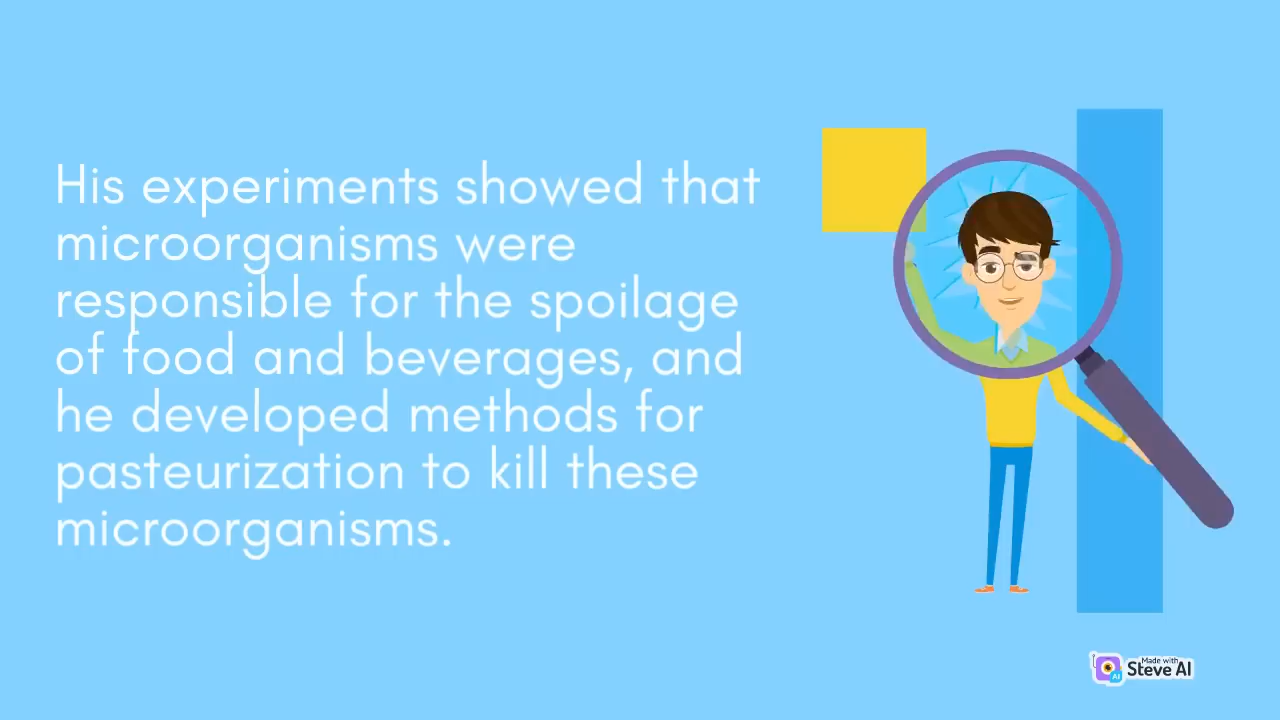 His experiments showed that
microorganisms were
responsible for the spoilage
of food and beverages, and
he developed methods for
pasteurization to kill these
microorganisms.
Made with
Steve AI
AI